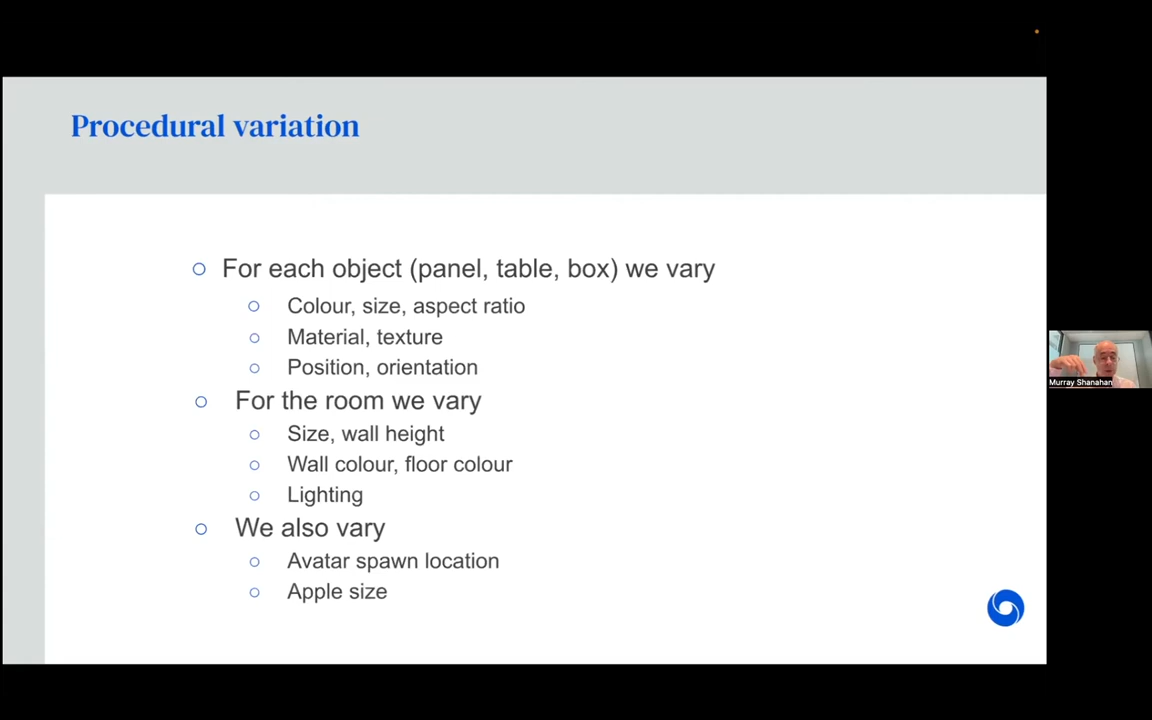 Procedural variation
For each object (panel, table, box) we vary
Colour, size, aspect ratio
Material, texture
Position, orientation
For the room we vary
Size, wall height
Wall colour, floor colour
Lighting
We also vary
Avatar spawn location
Apple size
Murray Shanahan